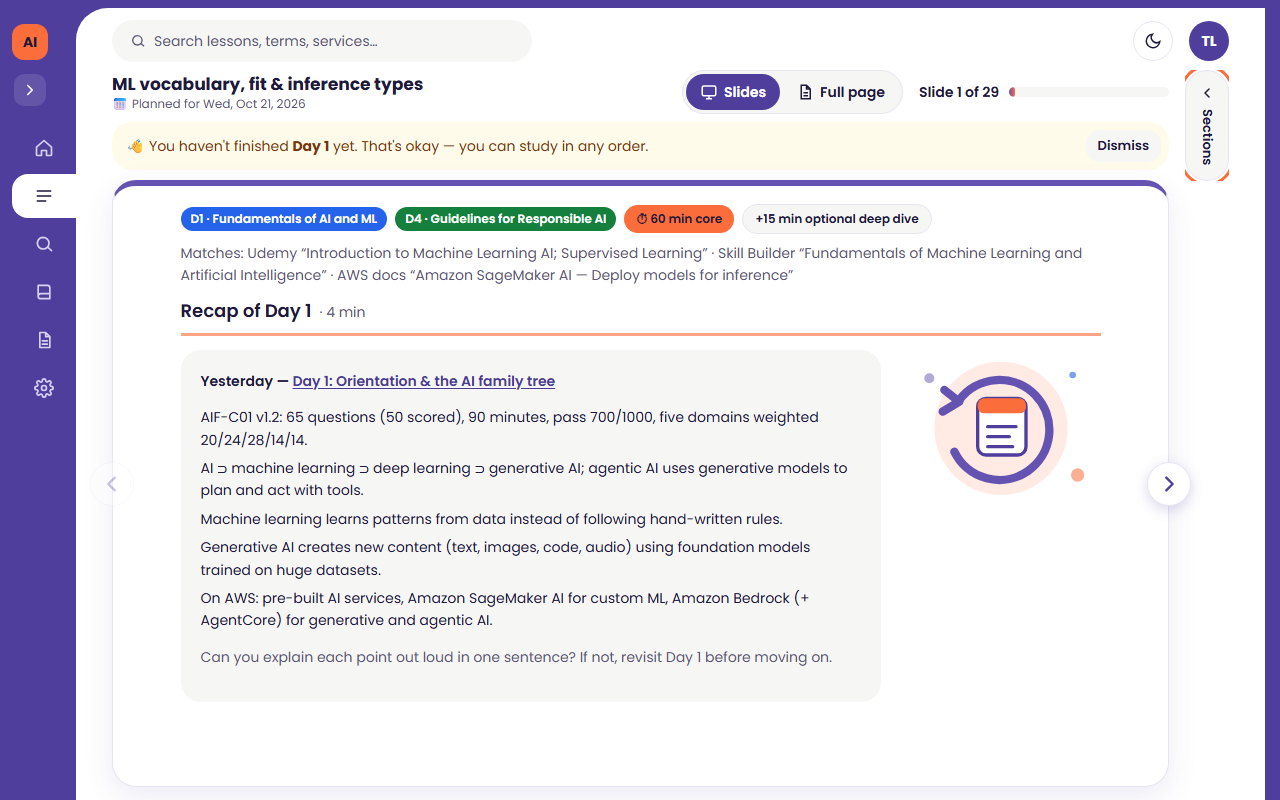 AI
Search lessons, terms, services...
TL
ML vocabulary, fit & inference types
Planned for Wed, Oct 21, 2026
Slides
Full page
Slide 1 of 29
Sections
You haven't finished Day 1 yet. That's okay — you can study in any order.
Dismiss
D1 · Fundamentals of AI and ML
D4 · Guidelines for Responsible AI
⏱ 60 min core
+15 min optional deep dive
Matches: Udemy “Introduction to Machine Learning AI; Supervised Learning” · Skill Builder “Fundamentals of Machine Learning and
Artificial Intelligence” · AWS docs “Amazon SageMaker AI — Deploy models for inference”
Recap of Day 1 · 4 min
Yesterday — Day 1: Orientation & the AI family tree
AIF-C01 v1.2: 65 questions (50 scored), 90 minutes, pass 700/1000, five domains weighted
20/24/28/14/14.
AI ⊃ machine learning ⊃ deep learning ⊃ generative AI; agentic AI uses generative models to
plan and act with tools.
Machine learning learns patterns from data instead of following hand-written rules.
Generative AI creates new content (text, images, code, audio) using foundation models
trained on huge datasets.
On AWS: pre-built AI services, Amazon SageMaker AI for custom ML, Amazon Bedrock (+
AgentCore) for generative and agentic AI.
Can you explain each point out loud in one sentence? If not, revisit Day 1 before moving on.